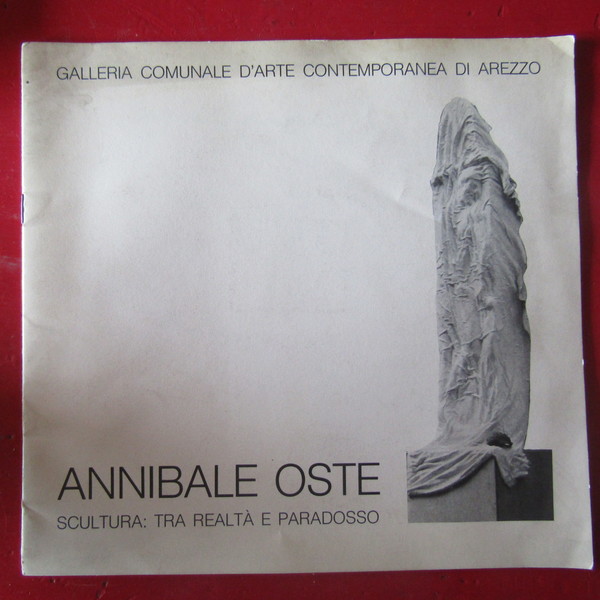 GALLERIA COMUNALE D'ARTE CONTEMPORANEA DI AREZZO
ANNIBALE OSTE
SCULTURA: TRA REALTÀ E PARADOSSO